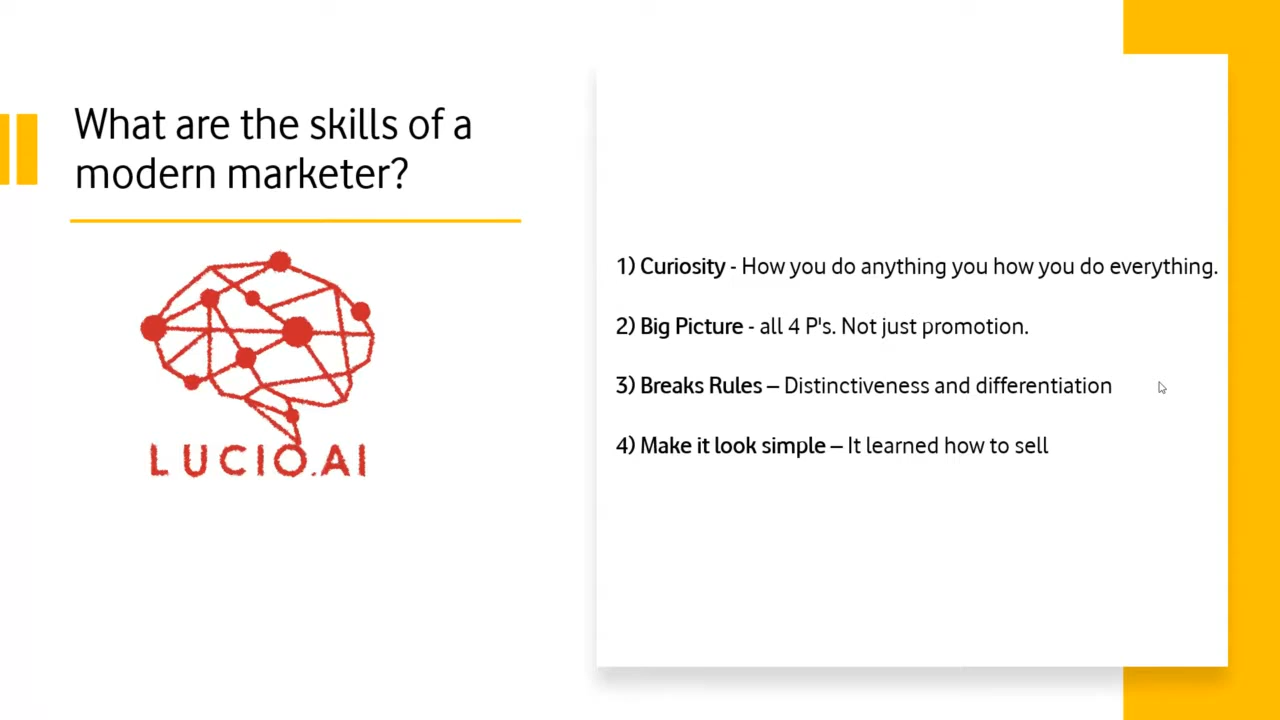 What are the skills of a
modern marketer?
LUCIO.AI
1) Curiosity - How you do anything you how you do everything.
2) Big Picture - all 4 P's. Not just promotion.
3) Breaks Rules – Distinctiveness and differentiation
4) Make it look simple – It learned how to sell